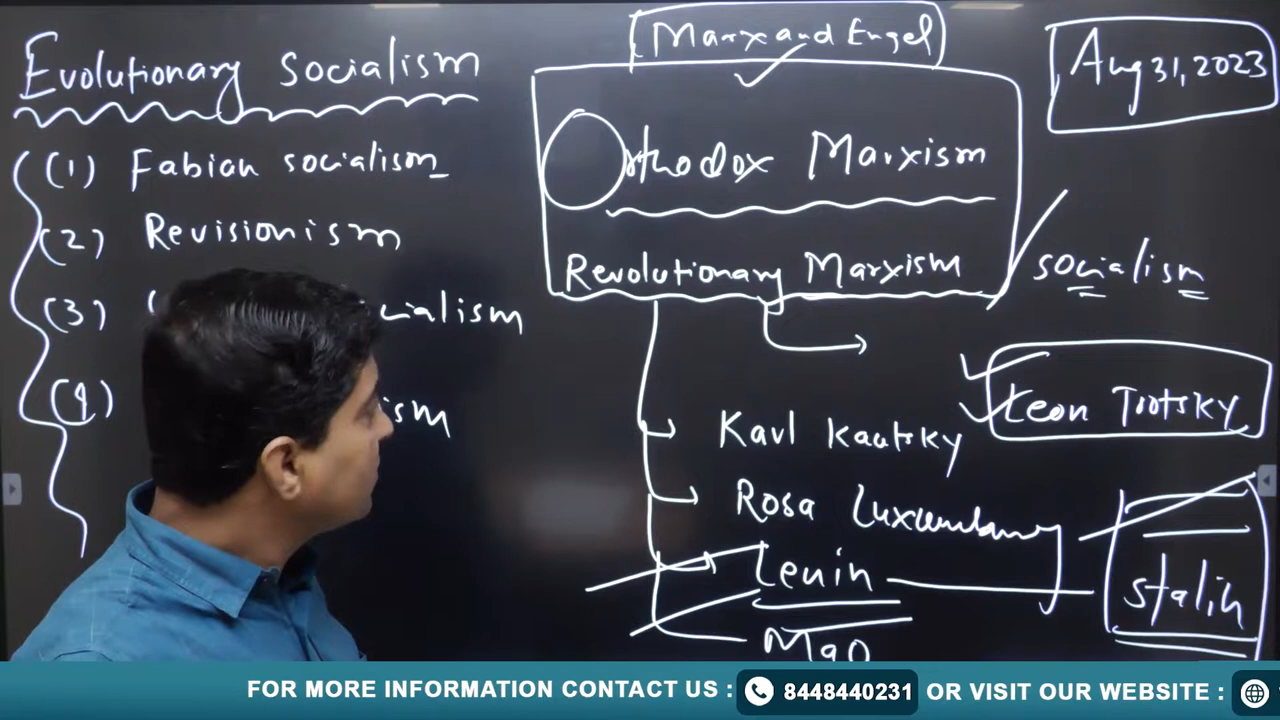 Evolutionary socialism
(1) Fabian socialism
(2) Revisionism
(3) cialism
(4) ism
Marx and Engel
Orthodox Marxism
Revolutionary Marxism
Karl Kautsky
Rosa
Lenin
Mao
Aug 31, 2023
socialism
Leon Trotsky
stalin
FOR MORE INFORMATION CONTACT US : 8448440231 OR VISIT OUR WEBSITE :